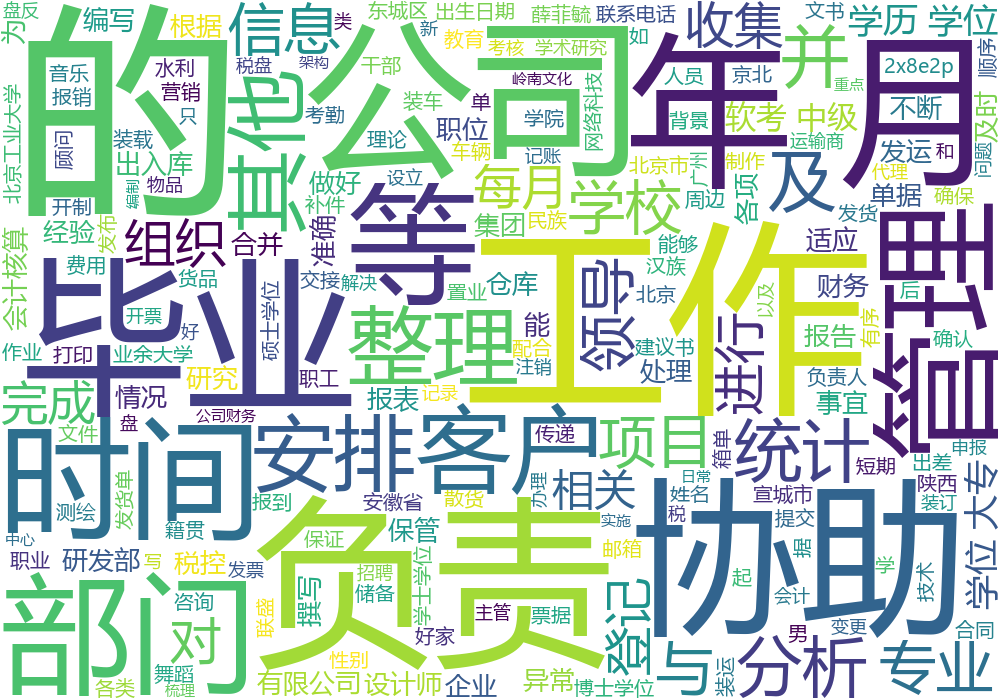 盘反
为
编写
根据
信息
类
东城区
出生日期
薛菲毓
联系电话
文书
学历
学位
的
公司
年
月
收集
并
新
教育
考核
学术研究
如
顺序
音乐
水利
税盘
架构
干部
岭南文化
人员
京北
2x8e2p
重点
报销
营销
只
其他
考勤
装车
单
网络科技
背景
软考
中级
不断
及时
北京工业大学
顾问
装载
理论
职位
学院
运输商
和
出入库
车辆
记账
北京市
制作
发运
问题
编制
物品
做好
设立
每月
学校
广州
各项
及
代理
确保
开制
补件
民族
周边
单据
经验
发布
组织
合并
准确
集团
能够
适应
发货
会计核算
费用
货品
交接
解决
置业
仓库
汉族
财务
后
管理
毕业
等
工作
领导
北京
以及
开票
好
硕士学位
整理
能
进行
报告
有序
作业
打印
业余大学
配合
建议书
确认
研究
职工
注销
处理
负责人
完成
情况
报表
记录
事宜
盘
公司财务
时间
文件
安排
客户
传递
项目
箱单
统计
申报
短期
出差
日常
测绘
发货单
报到
安徽省
散货
办理
相关
姓名
宣城市
陕西
装订
大专
籍贯
保管
中心
实施
税
提交
职业
研发部
写
税控
保证
邮箱
协助
据
学
技术
学位
发票
招聘
学士学位
部门
咨询
负责
储备
起
会计
联盛
撰写
主管
票据
登记
男
变更
合同
对
好家
舞蹈
性别
与
分析
专业
各类
梳理
有限公司
设计师
企业
异常
博士学位
装运